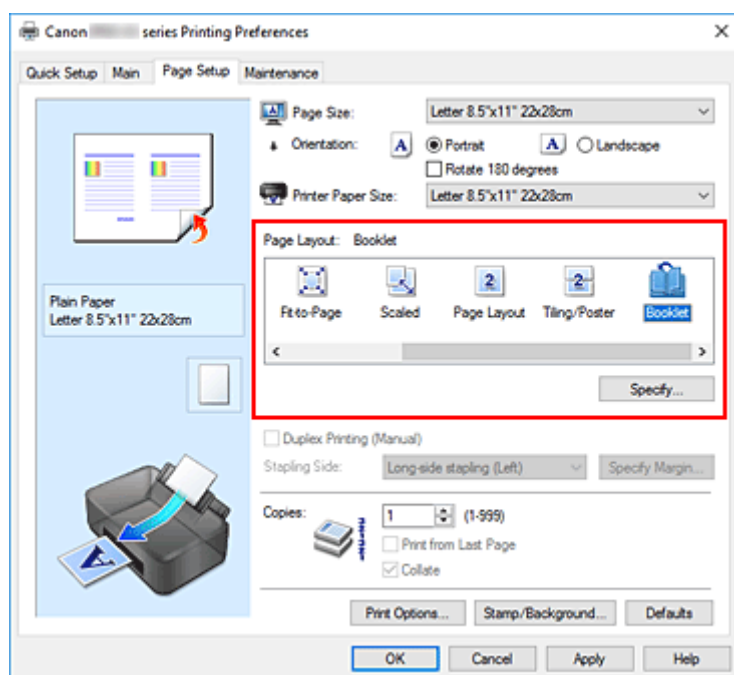 Canon series Printing Preferences
Quick Setup Main Page Setup Maintenance
Page Size: Letter 8.5"x11" 22x28cm
Orientation: A Portrait A Landscape
Rotate 180 degrees
Printer Paper Size: Letter 8.5"x11" 22x28cm
Page Layout: Booklet
2 2
Fit-to-Page Scaled Page Layout Tiling/Poster Booklet
Specify...
Plain Paper
Letter 8.5"x11" 22x28cm
Duplex Printing (Manual)
Stapling Side: Long-side stapling (Left) Specify Margin...
Copies: 1 (1-999)
Print from Last Page
Collate
A
Print Options... Stamp/Background... Defaults
OK Cancel Apply Help